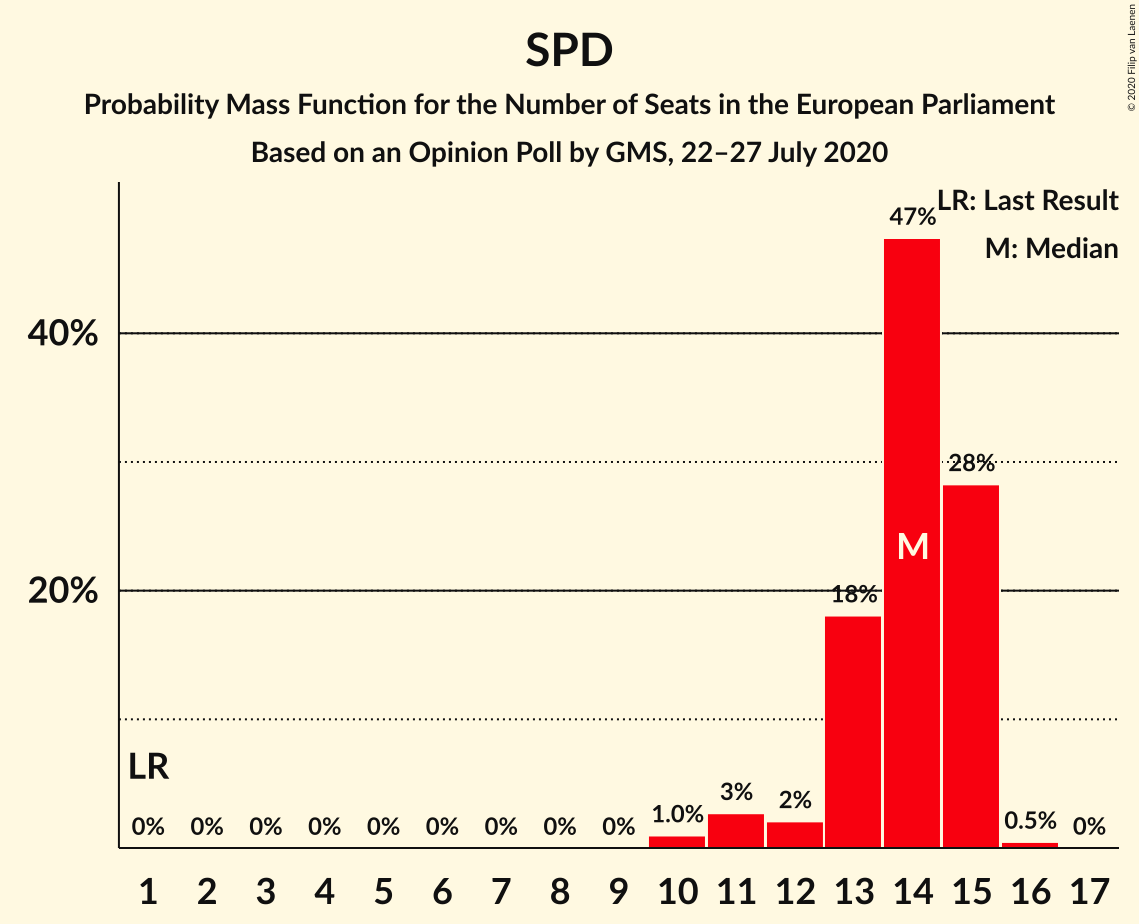 SPD
Probability Mass Function for the Number of Seats in the European Parliament
Based on an Opinion Poll by GMS, 22–27 July 2020
© 2020 Filip van Laenen
LR: Last Result
M: Median
47%
40%
28%
M
20%
18%
LR
0% 0% 0% 0% 0% 0% 0% 0% 0% 1.0% 3% 2% 0.5% 0%
1 2 3 4 5 6 7 8 9 10 11 12 13 14 15 16 17